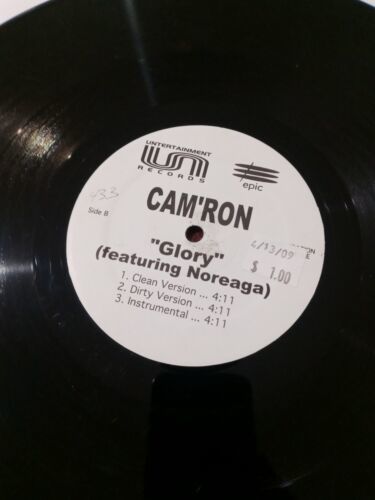 UNTERTAINMENT
UN
RECORDS
epic
CAM'RON
Side B
"Glory"
(featuring Noreaga)
1. Clean Version ... 4:11
2. Dirty Version ... 4:11
3. Instrumental ... 4:11
4/13/09
$ 1.00